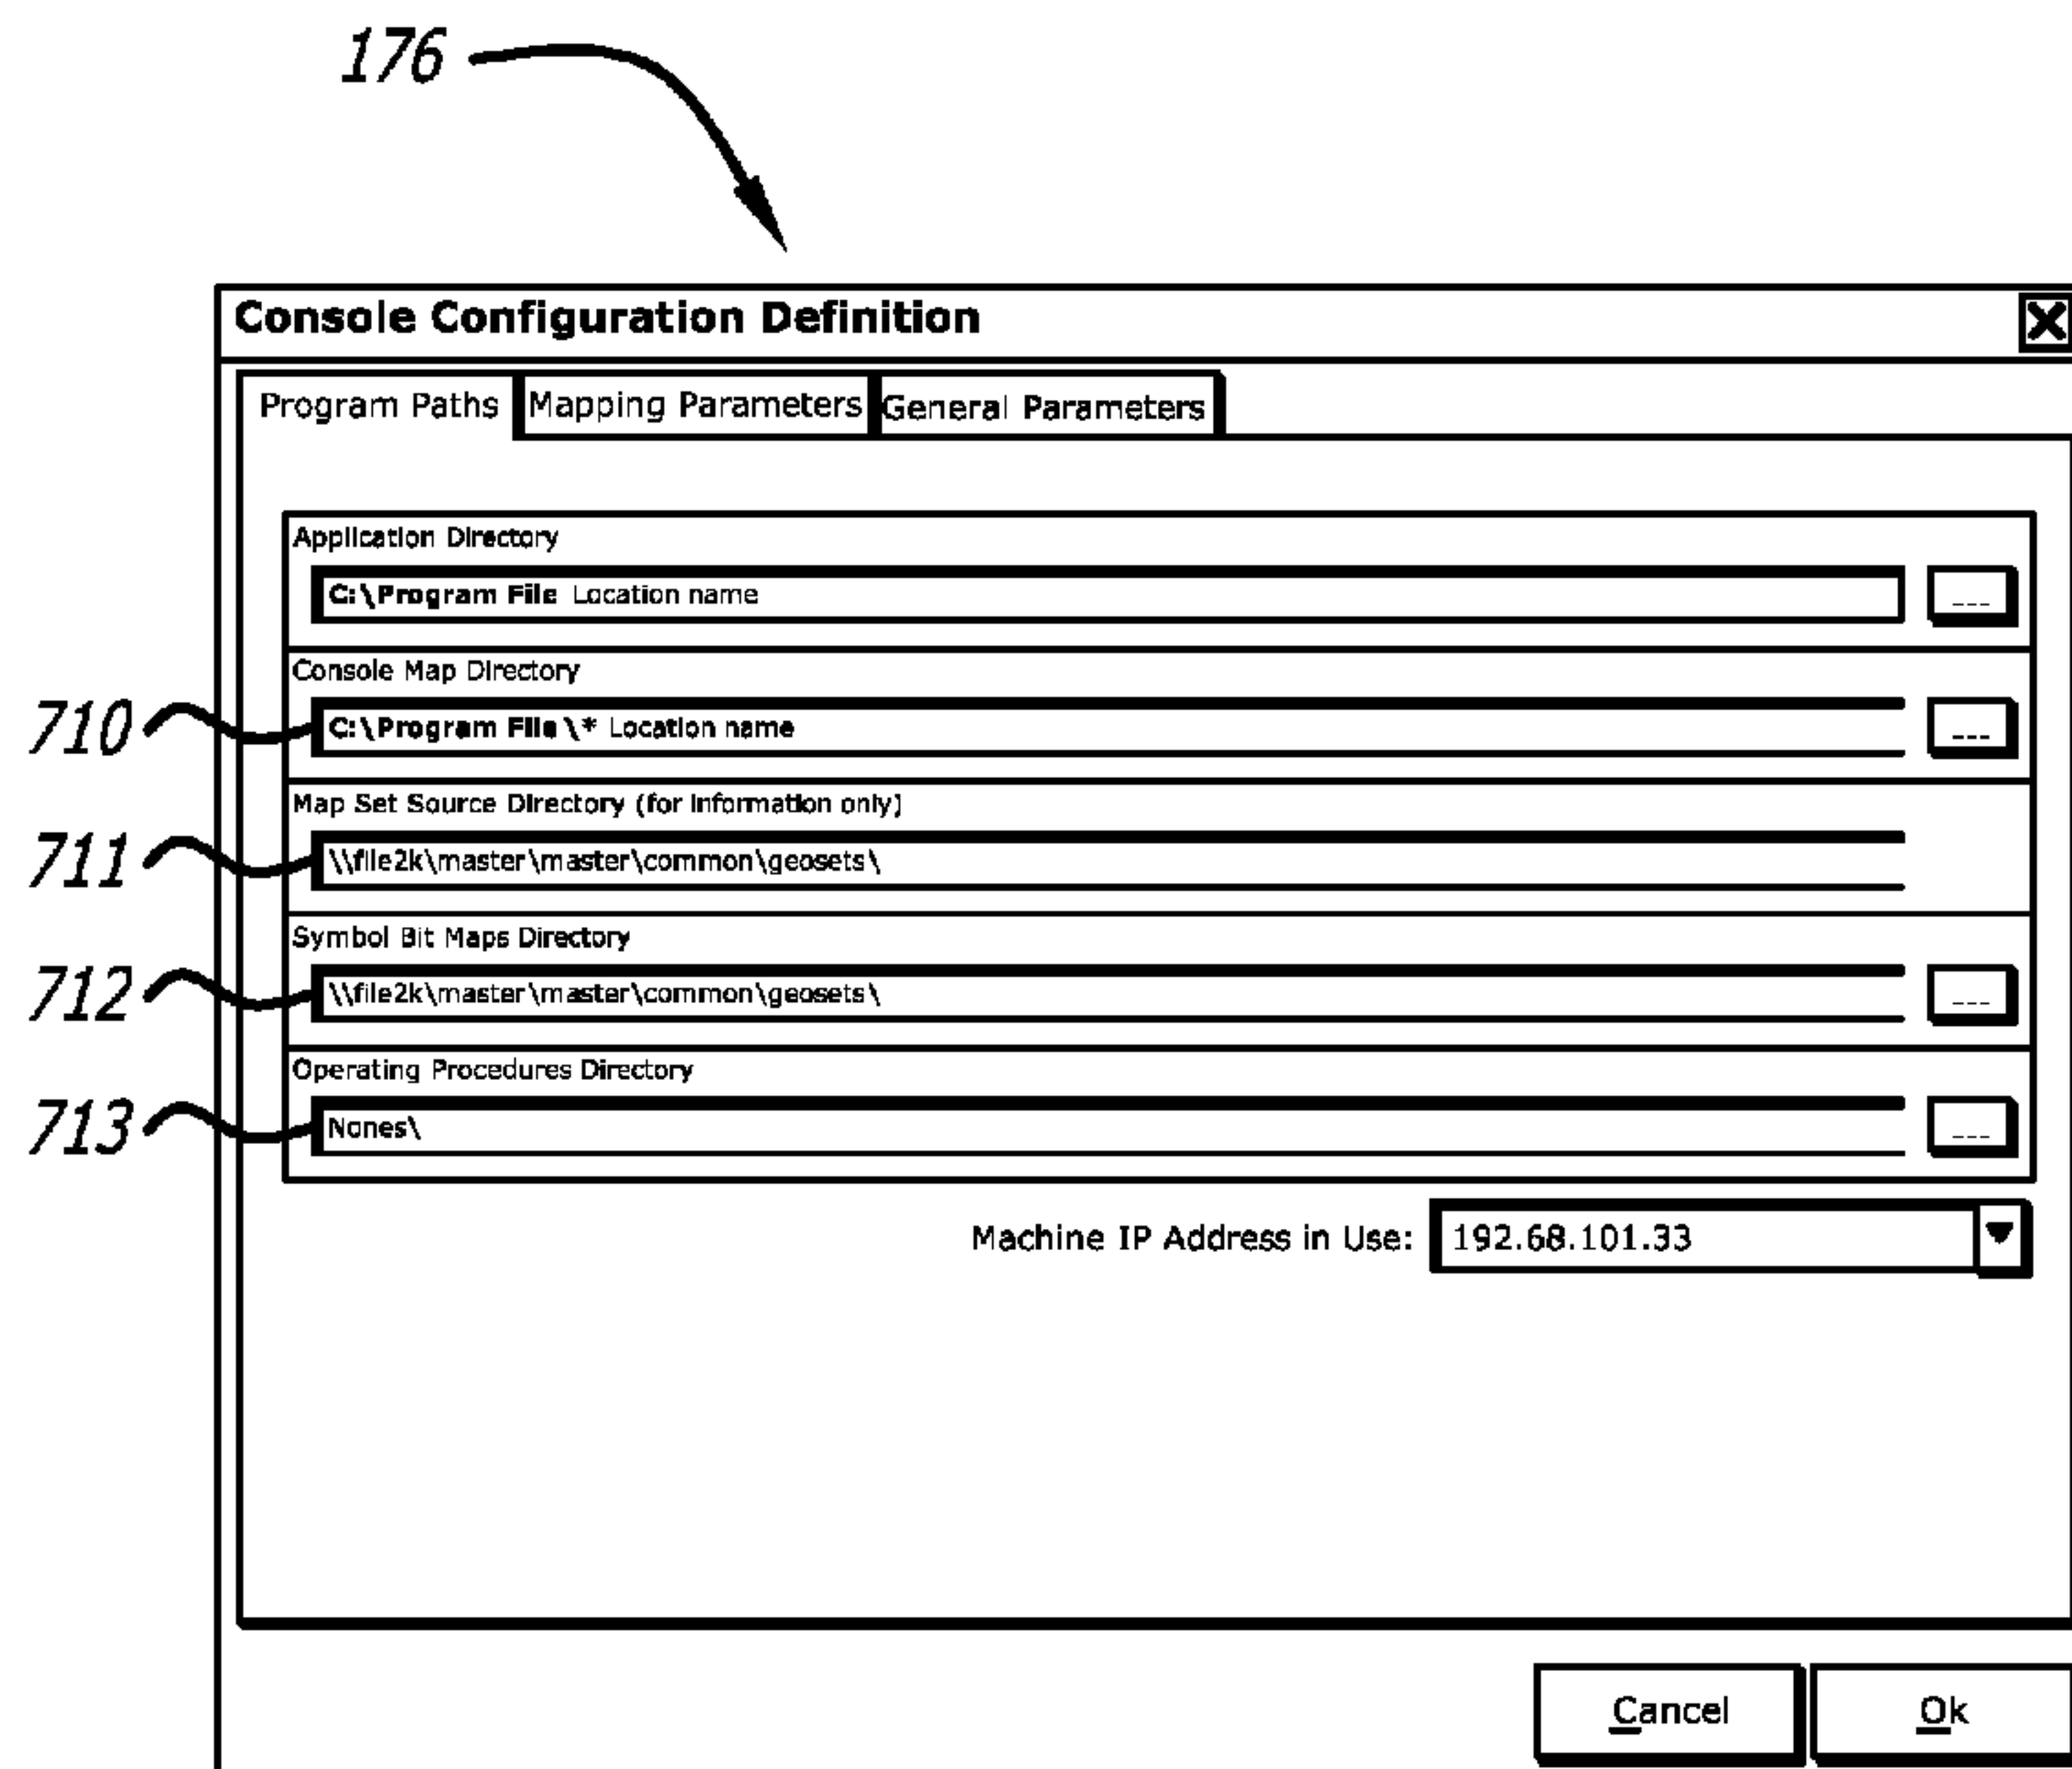 176
Console Configuration Definition
Program Paths Mapping Parameters General Parameters
Application Directory
C:\Program File Location name ---
Console Map Directory
710 C:\Program File\* Location name ---
Map Set Source Directory (for information only)
711 \\file2k\master\master\common\geosets\
Symbol Bit Maps Directory
712 \\file2k\master\master\common\geosets\ ---
Operating Procedures Directory
713 Nones\ ---
Machine IP Address in Use: 192.68.101.33
Cancel Ok